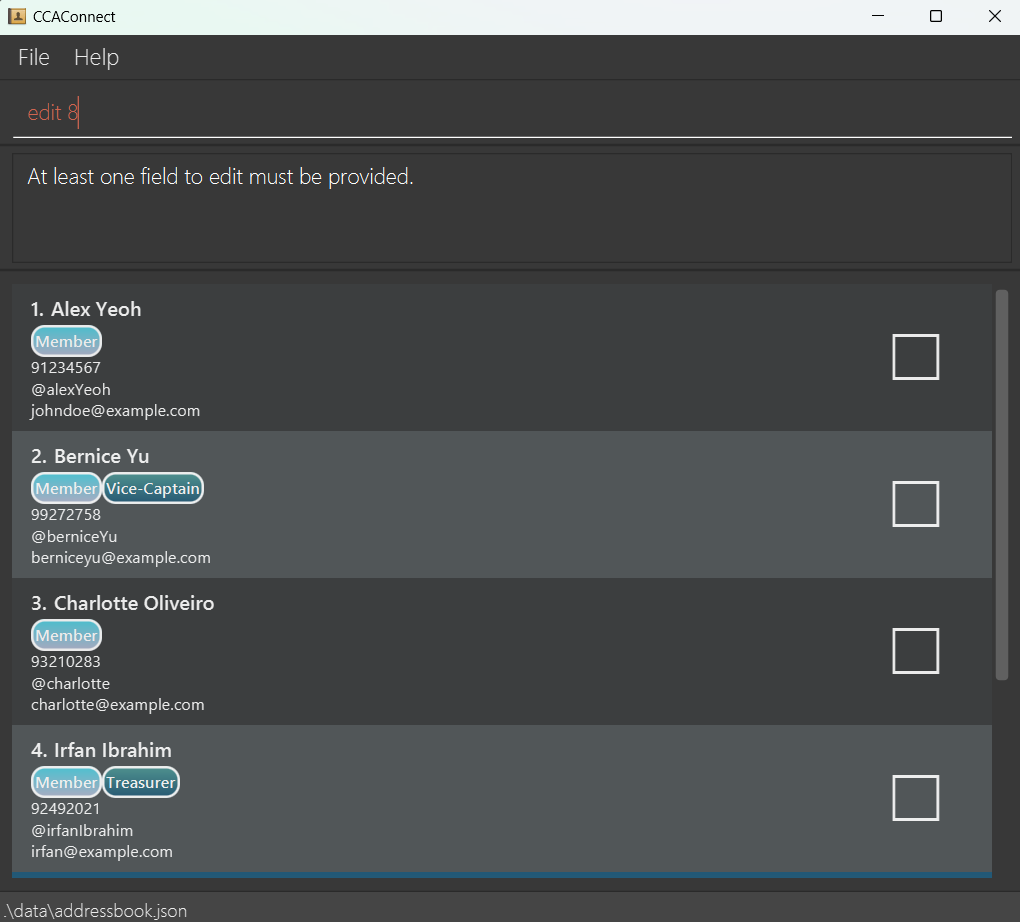 CCAConnect
File Help
edit 8
At least one field to edit must be provided.
1. Alex Yeoh
Member
91234567
@alexYeoh
johndoe@example.com
2. Bernice Yu
Member Vice-Captain
99272758
@berniceYu
berniceyu@example.com
3. Charlotte Oliveiro
Member
93210283
@charlotte
charlotte@example.com
4. Irfan Ibrahim
Member Treasurer
92492021
@irfanIbrahim
irfan@example.com
.\data\addressbook.json